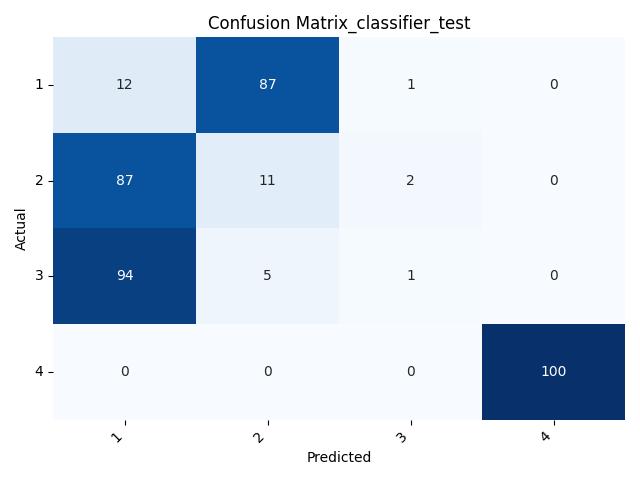 Confusion Matrix_classifier_test
1 12 87 1 0
2 87 11 2 0
Actual
3 94 5 1 0
4 0 0 0 100
1 2 3 4
Predicted